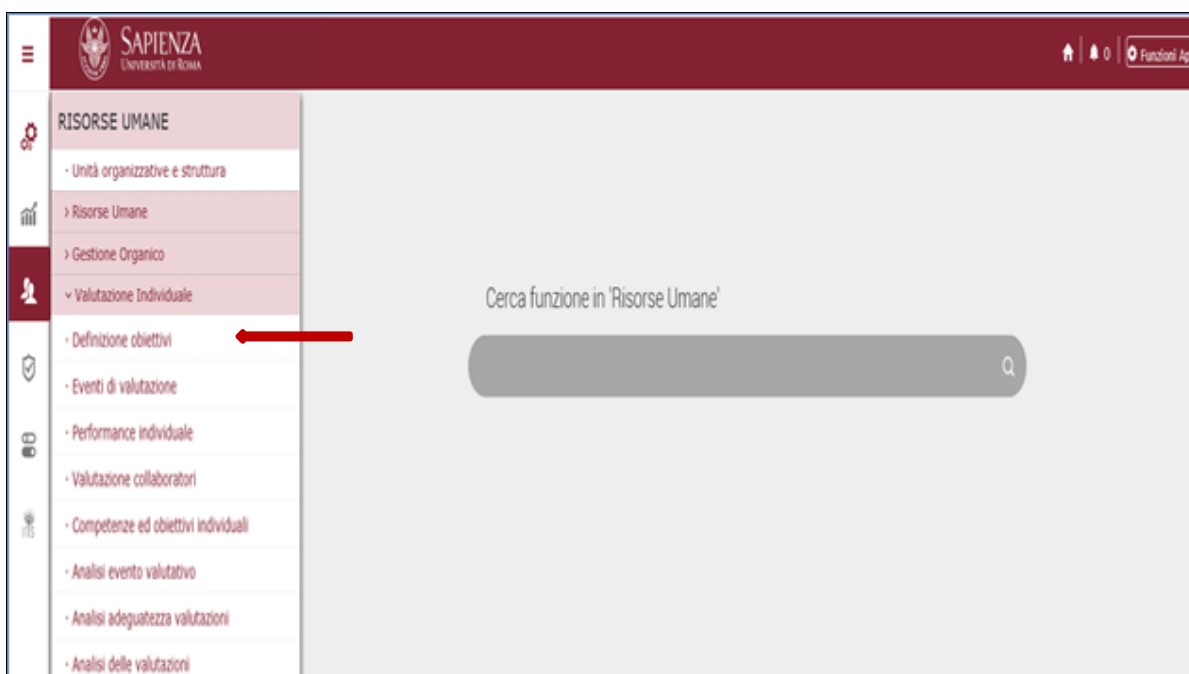 SAPIENZA
UNIVERSITÀ DI ROMA
0
Funzioni Ap
RISORSE UMANE
- Unità organizzative e struttura
> Risorse Umane
> Gestione Organico
Valutazione Individuale
- Definizione obiettivi
- Eventi di valutazione
- Performance individuale
- Valutazione collaboratori
- Competenze ed obiettivi individuali
- Analisi evento valutativo
- Analisi adeguatezza valutazioni
- Analisi delle valutazioni
Cerca funzione in 'Risorse Umane'